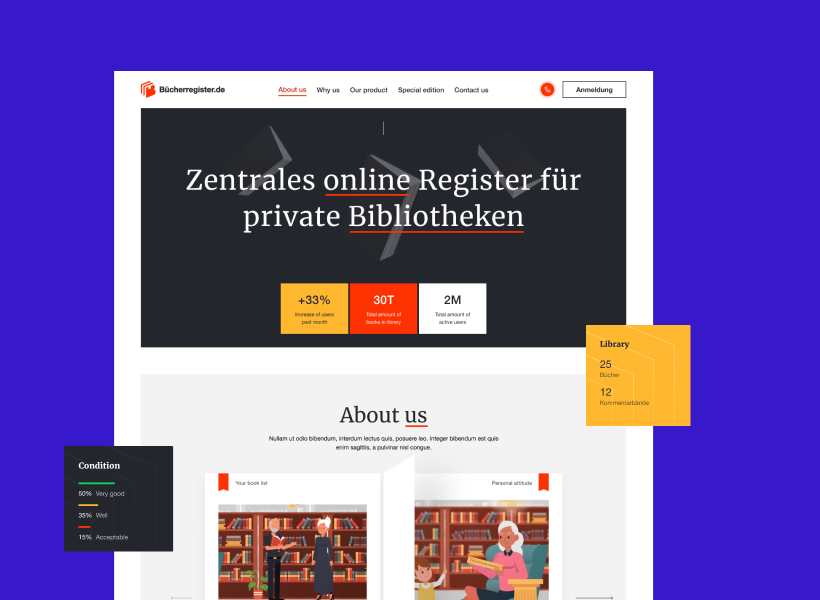 Bücherregister.de
About us
Why us
Our product
Special edition
Contact us
Anmeldung
Zentrales online Register für
private Bibliotheken
+33%
Increase of users
past month
30T
Total amount of
books in library
2M
Total amount of
active users
Library
25
Bücher
12
Kommentarbände
About us
Nullam ut odio bibendum, interdum lectus quis, posuere leo. Integer bibendum est quis
enim sagittis, a pulvinar nisl congue.
Condition
50% Very good
35% Well
15% Acceptable
Your book list
Personal attitude